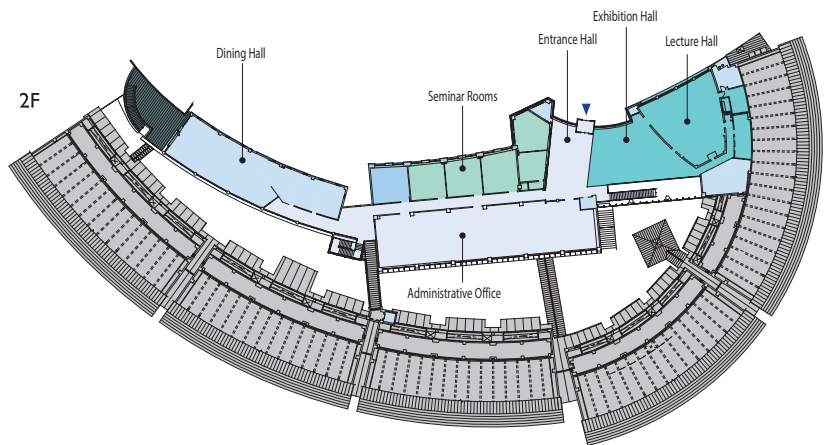 Exhibition Hall
Entrance Hall
Lecture Hall
Dining Hall
2F
Seminar Rooms
Administrative Office